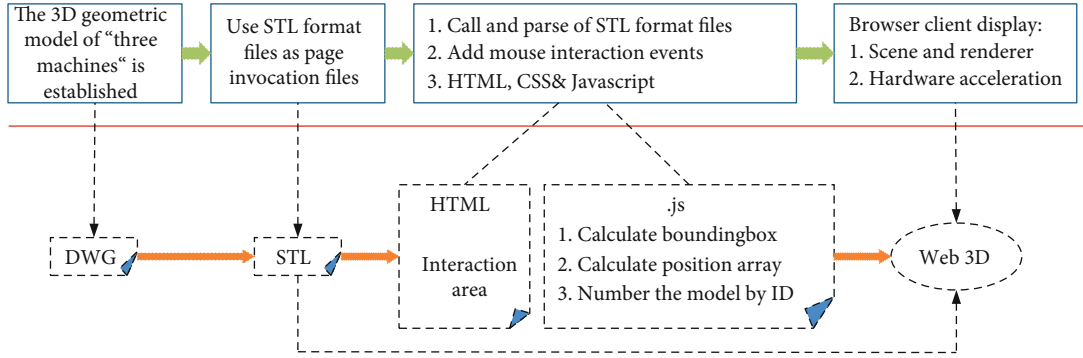 The 3D geometric
model of “three
machines“ is
established
Use STL format
files as page
invocation files
1. Call and parse of STL format files
2. Add mouse interaction events
3. HTML, CSS& Javascript
Browser client display:
1. Scene and renderer
2. Hardware acceleration
DWG
STL
HTML
Interaction
area
.js
1. Calculate boundingbox
2. Calculate position array
3. Number the model by ID
Web 3D